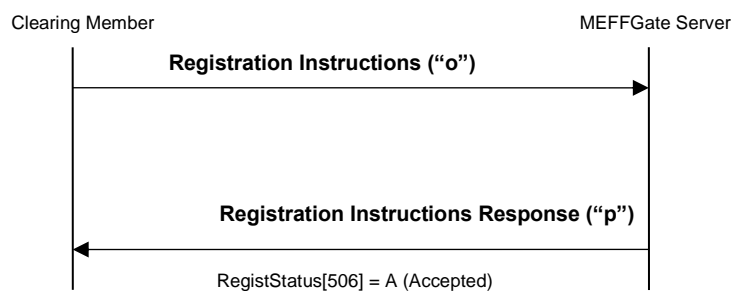 Clearing Member
MEFFGate Server
Registration Instructions (“o”)
Registration Instructions Response (“p”)
RegistStatus[506] = A (Accepted)